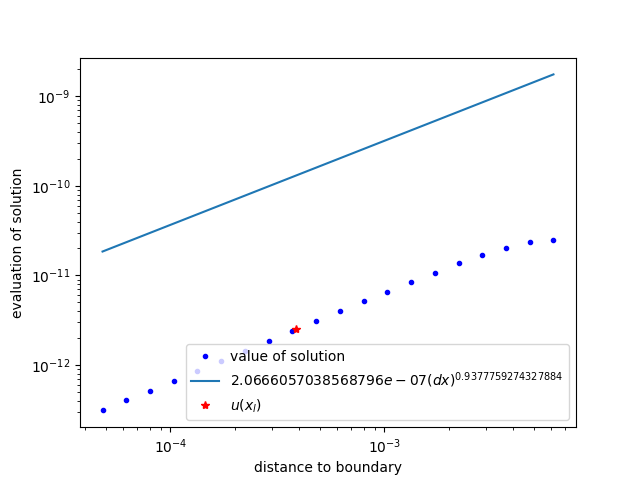 10⁻⁹
10⁻¹⁰
10⁻¹¹
10⁻¹²
evaluation of solution
value of solution
2.0666057038568796e − 07(dx)^0.9377759274327884
u(x_l)
10⁻⁴
10⁻³
distance to boundary